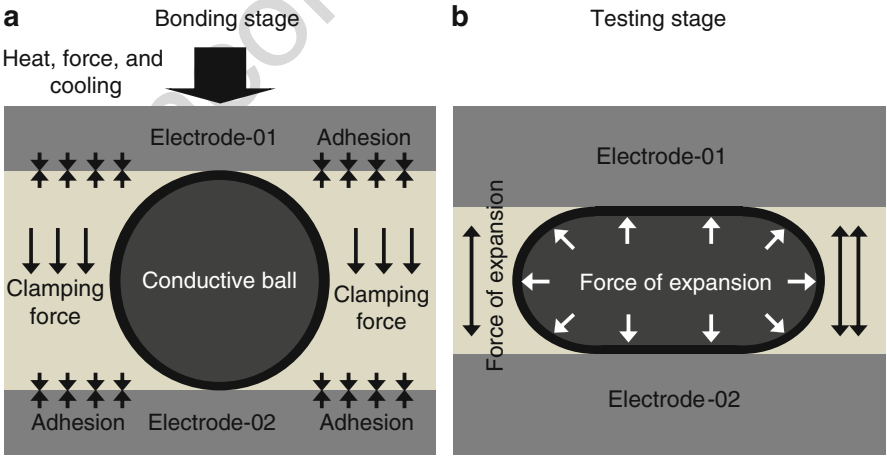 a
Bonding stage
Heat, force, and
cooling
Electrode-01
Adhesion
Conductive ball
Clamping
force
Clamping
force
Adhesion
Electrode-02
Adhesion
b
Testing stage
Electrode-01
Force of expansion
Force of expansion
Electrode-02